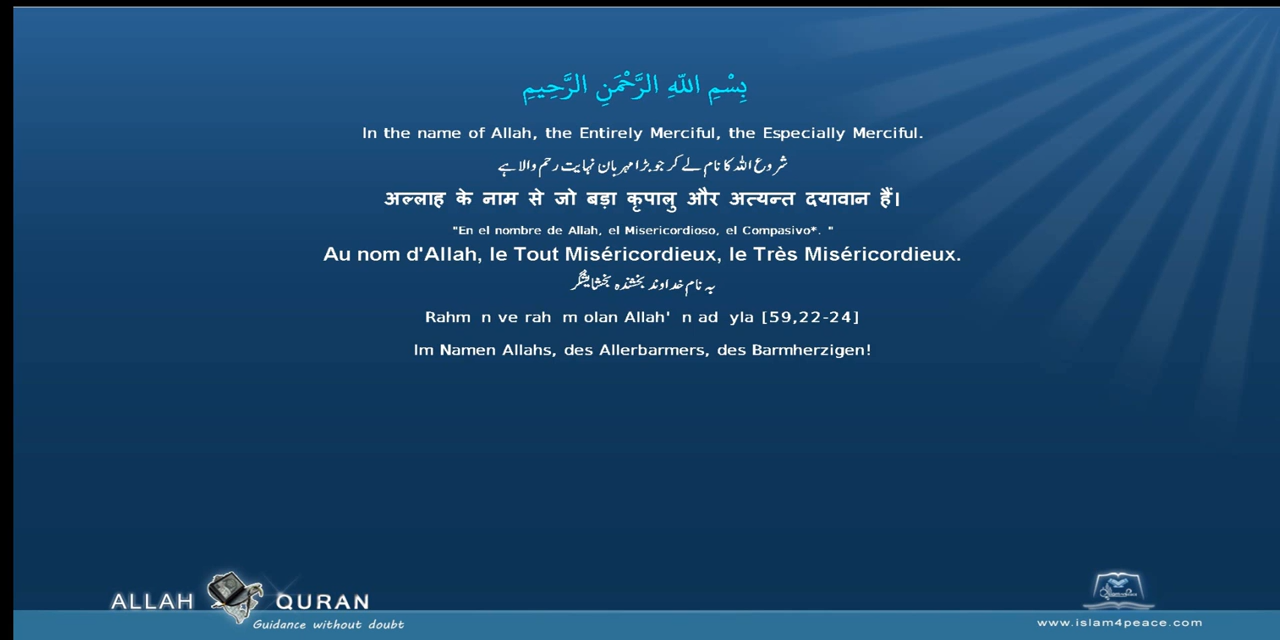 بِسْمِ اللَّهِ الرَّحْمَٰنِ الرَّحِيمِ
In the name of Allah, the Entirely Merciful, the Especially Merciful.
شروع الله کا نام لے کر جو بڑا مہربان نہایت رحم والا ہے
अल्लाह के नाम से जो बड़ा कृपालु और अत्यन्त दयावान हैं।
"En el nombre de Allah, el Misericordioso, el Compasivo*. "
Au nom d'Allah, le Tout Miséricordieux, le Très Miséricordieux.
به نام خداوند بخشنده بخشایشگر
Rahm n ve rah m olan Allah' n ad yla [59,22-24]
Im Namen Allahs, des Allerbarmers, des Barmherzigen!
ALLAH QURAN
Guidance without doubt
www.islam4peace.com